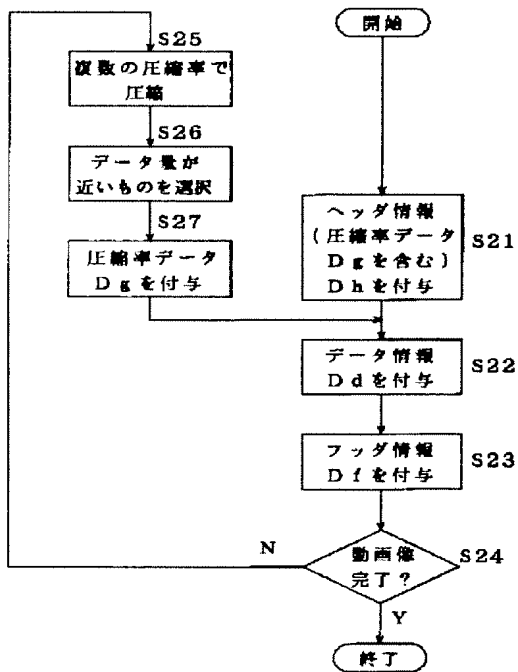 開始
S21
ヘッダ情報
(圧縮率データ
Dgを含む)
Dhを付与
S22
データ情報
Ddを付与
S23
フッダ情報
Dfを付与
S24
動画像
完了?
N
Y
終了
S25
複数の圧縮率で
圧縮
S26
データ量が
近いものを選択
S27
圧縮率データ
Dgを付与